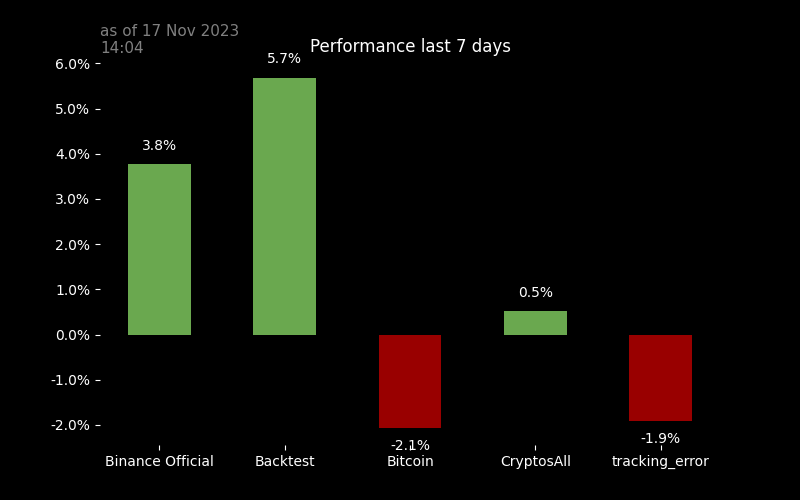 as of 17 Nov 2023
14:04
Performance last 7 days
6.0%
5.0%
4.0%
3.0%
2.0%
1.0%
0.0%
-1.0%
-2.0%
3.8%
5.7%
-2.1%
0.5%
-1.9%
Binance Official
Backtest
Bitcoin
CryptosAll
tracking_error